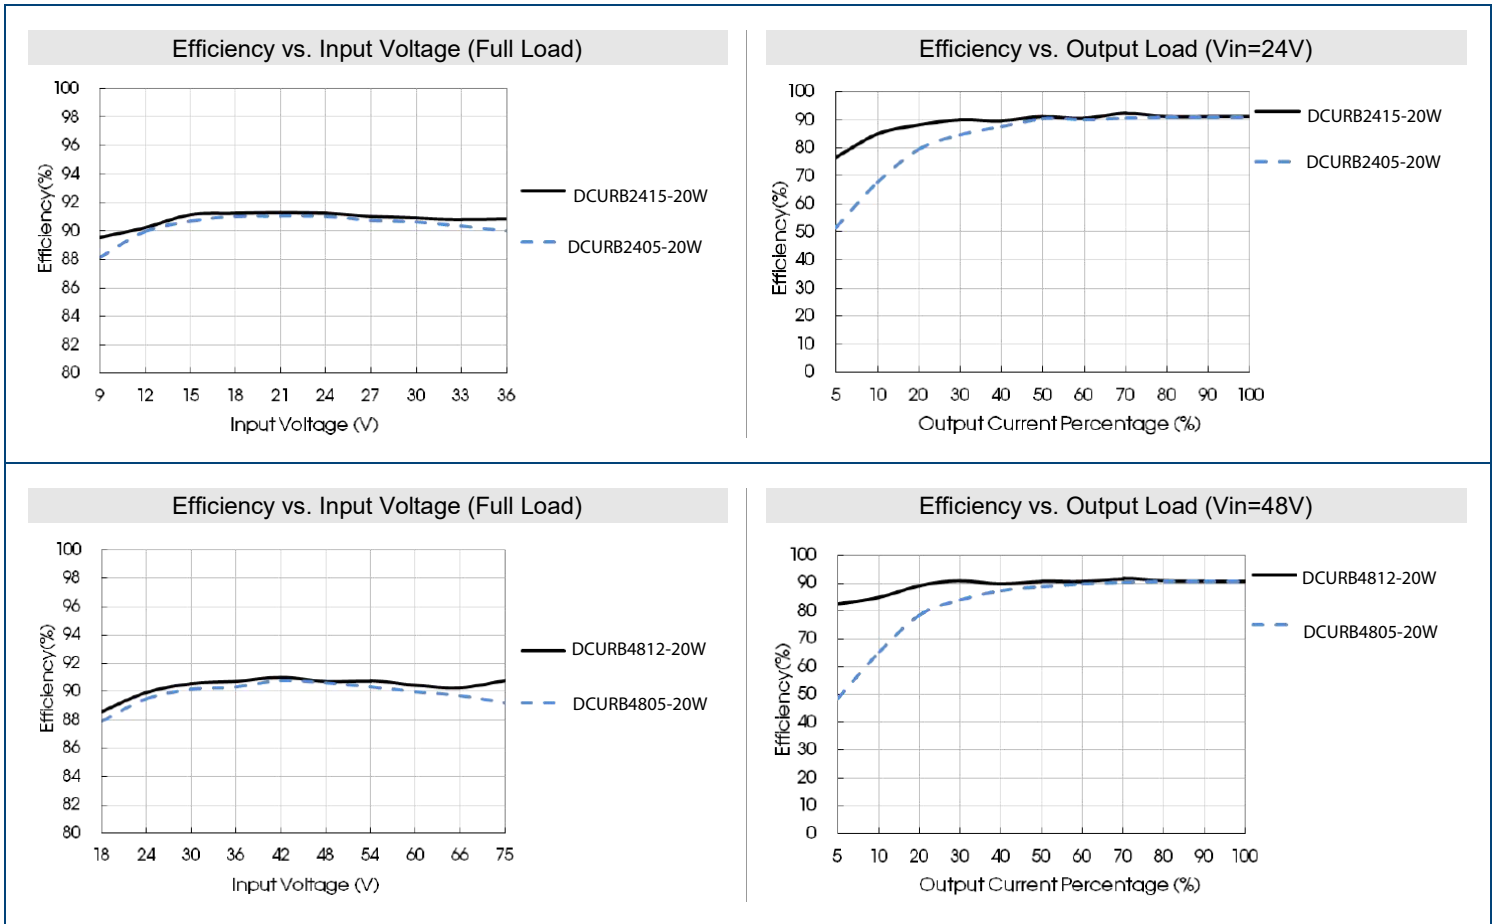 Efficiency vs. Input Voltage (Full Load)
100
98
96
94
92
90
88
86
84
82
80
Efficiency(%)
9 12 15 18 21 24 27 30 33 36
Input Voltage (V)
DCURB2415-20W
DCURB2405-20W
Efficiency vs. Output Load (Vin=24V)
100
90
80
70
60
50
40
30
20
10
0
Efficiency(%)
5 10 20 30 40 50 60 70 80 90 100
Output Current Percentage (%)
DCURB2415-20W
DCURB2405-20W
Efficiency vs. Input Voltage (Full Load)
100
98
96
94
92
90
88
86
84
82
80
Efficiency(%)
18 24 30 36 42 48 54 60 66 75
Input Voltage (V)
DCURB4812-20W
DCURB4805-20W
Efficiency vs. Output Load (Vin=48V)
100
90
80
70
60
50
40
30
20
10
0
Efficiency(%)
5 10 20 30 40 50 60 70 80 90 100
Output Current Percentage (%)
DCURB4812-20W
DCURB4805-20W